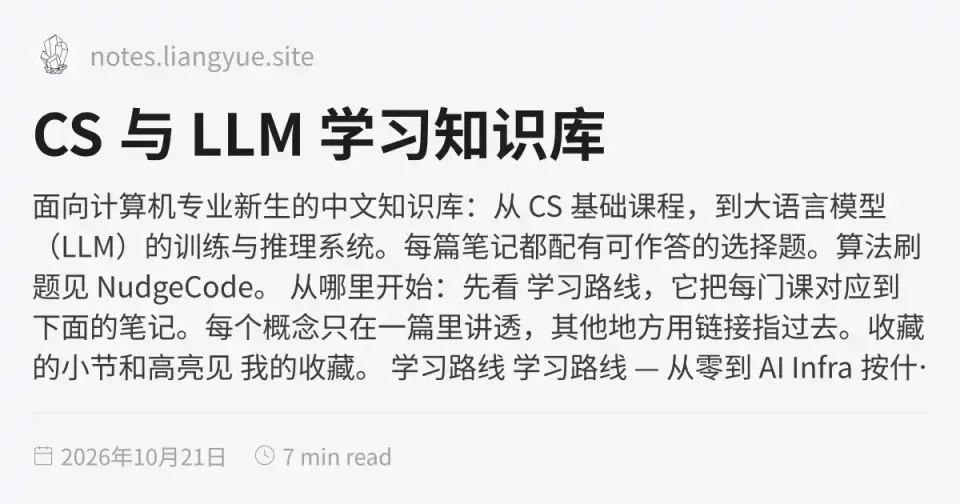 notes.liangyue.site
CS 与 LLM 学习知识库
面向计算机专业新生的中文知识库：从 CS 基础课程，到大语言模型
（LLM）的训练与推理系统。每篇笔记都配有可作答的选择题。算法刷
题见 NudgeCode。 从哪里开始：先看 学习路线，它把每门课对应到
下面的笔记。每个概念只在一篇里讲透，其他地方用链接指过去。收藏
的小节和高亮见 我的收藏。 学习路线 学习路线 — 从零到 AI Infra 按什…
2026年10月21日
7 min read